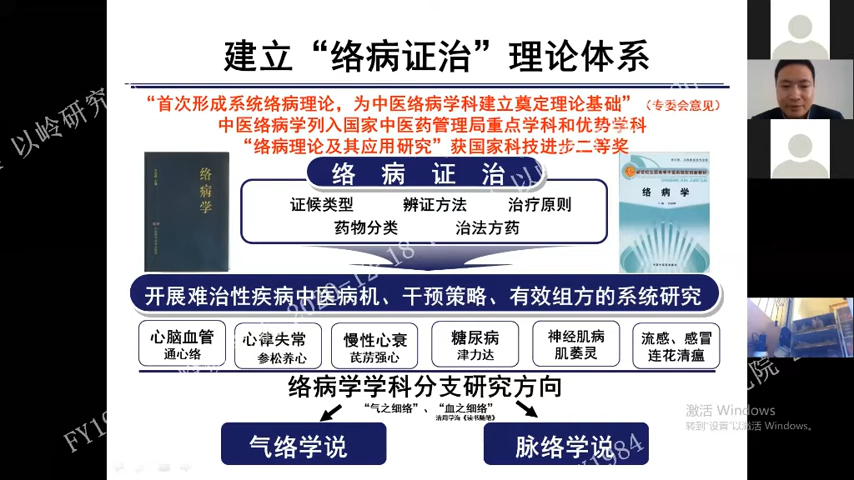 建立“络病证治”理论体系
“首次形成系统络病理论，为中医络病学科建立奠定理论基础”（专委会意见）
中医络病学列入国家中医药管理局重点学科和优势学科
“络病理论及其应用研究”获国家科技进步二等奖
络病学
络病证治
络病学
证候类型 辨证方法 治疗原则
药物分类 治法方药
开展难治性疾病中医病机、干预策略、有效组方的系统研究
心脑血管 心律失常 慢性心衰 糖尿病 神经肌病 流感、感冒
通心络 参松养心 芪苈强心 津力达 肌萎灵 连花清瘟
络病学学科分支研究方向
“气之细络”、“血之细络”
清周学海《读书随笔》
气络学说 脉络学说
激活 Windows
转到“设置”以激活 Windows。